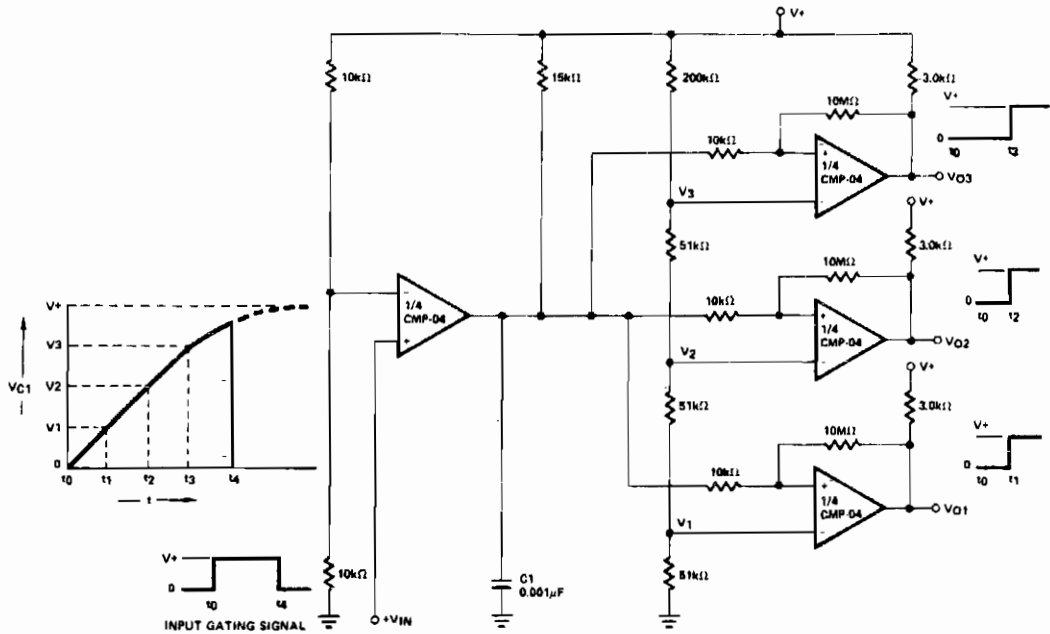 V+
10kΩ
15kΩ
200kΩ
3.0kΩ
10MΩ
V+
0
t0
t3
10kΩ
+
1/4
CMP-04
-
VO3
V3
V+
51kΩ
3.0kΩ
10MΩ
V+
0
t0
t2
10kΩ
+
1/4
CMP-04
-
VO2
V2
-
1/4
CMP-04
+
V+
V3
VC1
V2
V1
0
t0
t1
t2
t3
t4
t
V+
51kΩ
3.0kΩ
10MΩ
V+
0
t0
t1
10kΩ
+
1/4
CMP-04
-
VO1
V1
V+
0
t0
t4
INPUT GATING SIGNAL
10kΩ
+VIN
C1
0.001μF
51kΩ